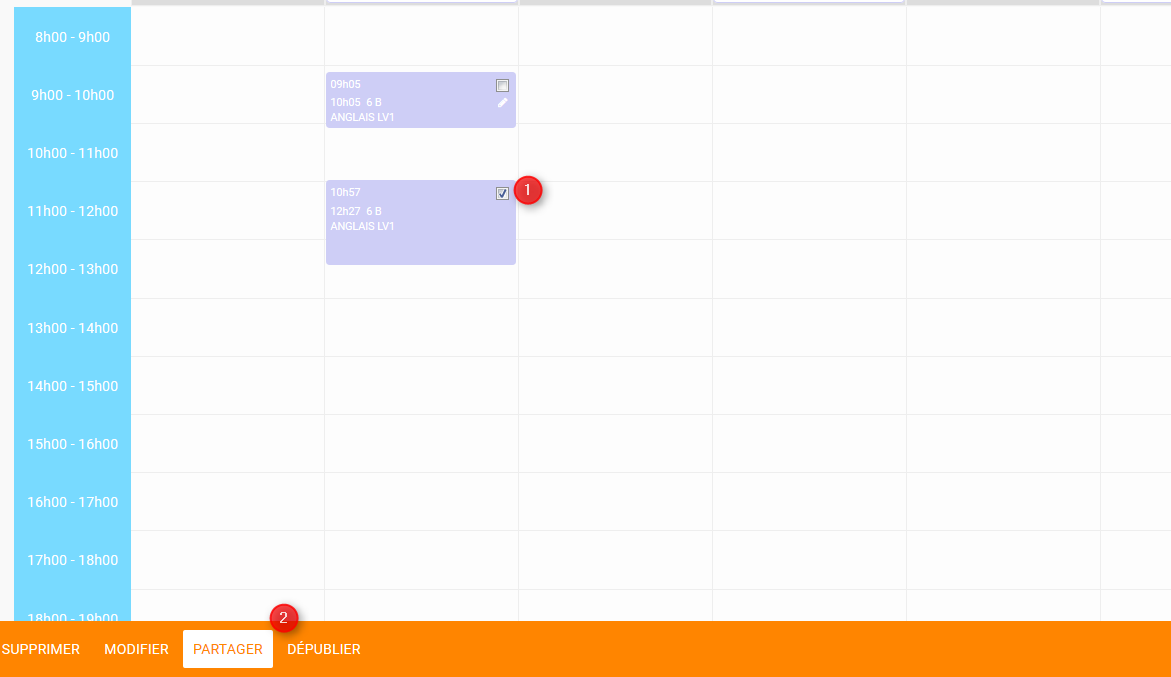 8h00 - 9h00
9h00 - 10h00
10h00 - 11h00
11h00 - 12h00
12h00 - 13h00
13h00 - 14h00
14h00 - 15h00
15h00 - 16h00
16h00 - 17h00
17h00 - 18h00
18h00 - 19h00
09h05
10h05 6 B
ANGLAIS LV1
10h57
12h27 6 B
ANGLAIS LV1
1
2
SUPPRIMER MODIFIER PARTAGER DÉPUBLIER